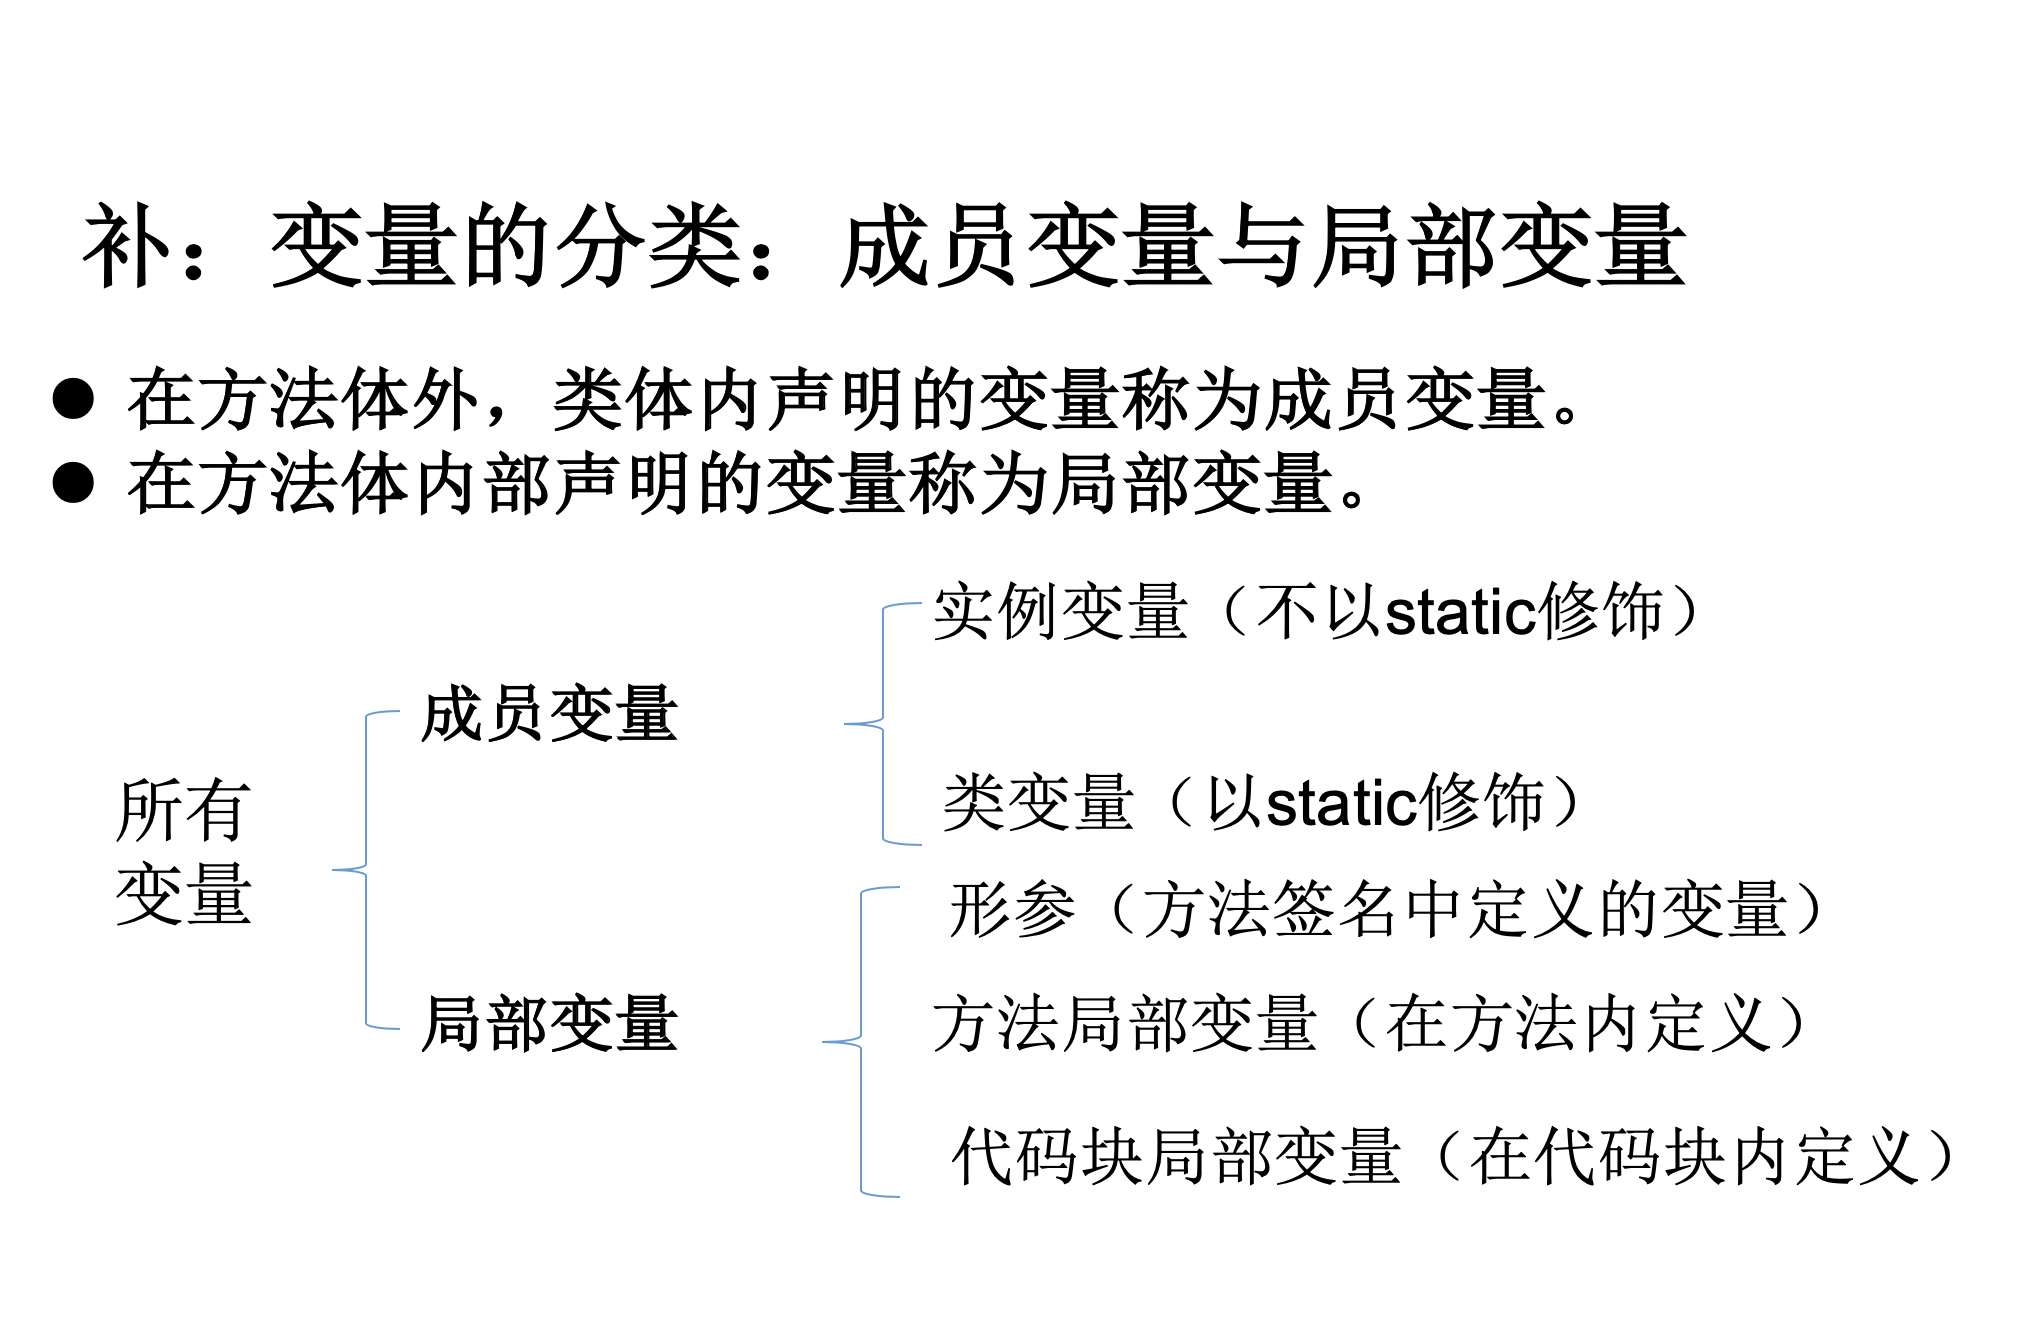 补：变量的分类：成员变量与局部变量
● 在方法体外，类体内声明的变量称为成员变量。
● 在方法体内部声明的变量称为局部变量。
所有
变量
成员变量
实例变量（不以static修饰）
类变量（以static修饰）
局部变量
形参（方法签名中定义的变量）
方法局部变量（在方法内定义）
代码块局部变量（在代码块内定义）